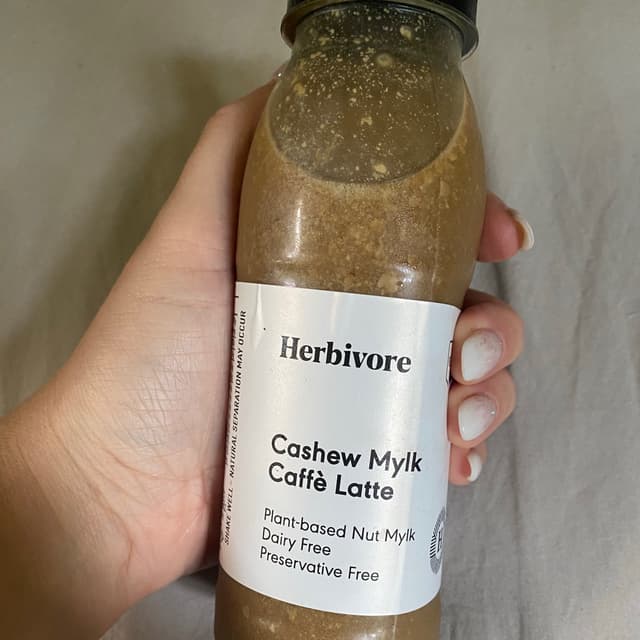 Herbivore
Cashew Mylk
Caffè Latte
Plant-based Nut Mylk
Dairy Free
Preservative Free
SHAKE WELL - NATURAL SEPARATION MAY OCCUR